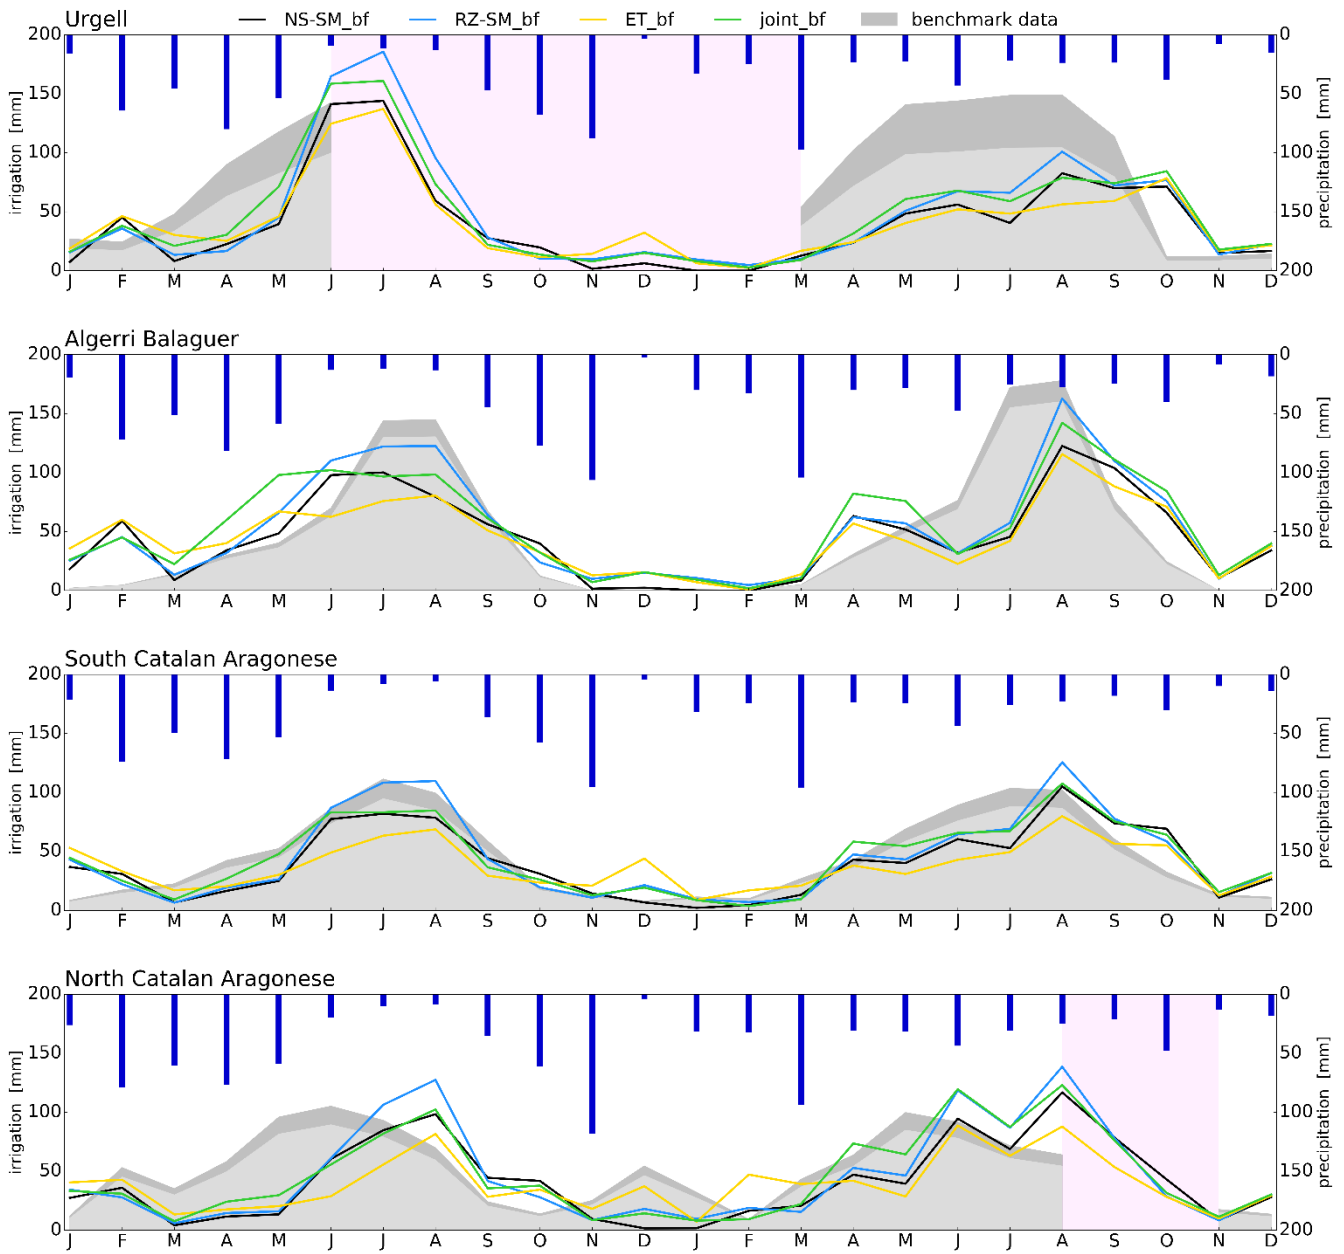 Urgell NS-SM_bf RZ-SM_bf ET_bf joint_bf benchmark data
200 0
150 50
100 100
50 150
0 200
irrigation [mm]
precipitation [mm]
J F M A M J J A S O N D J F M A M J J A S O N D
Algerri Balaguer
200 0
150 50
100 100
50 150
0 200
irrigation [mm]
precipitation [mm]
J F M A M J J A S O N D J F M A M J J A S O N D
South Catalan Aragonese
200 0
150 50
100 100
50 150
0 200
irrigation [mm]
precipitation [mm]
J F M A M J J A S O N D J F M A M J J A S O N D
North Catalan Aragonese
200 0
150 50
100 100
50 150
0 200
irrigation [mm]
precipitation [mm]
J F M A M J J A S O N D J F M A M J J A S O N D